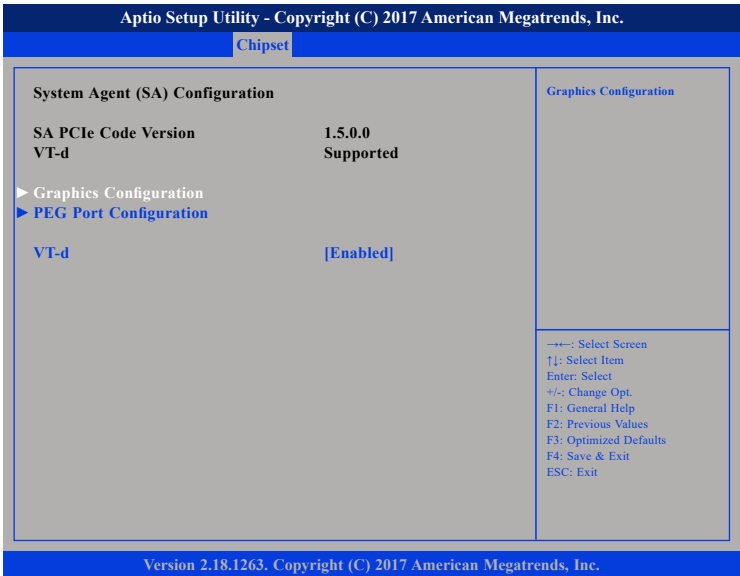 Aptio Setup Utility - Copyright (C) 2017 American Megatrends, Inc.
Chipset
System Agent (SA) Configuration
SA PCIe Code Version 1.5.0.0
VT-d Supported
► Graphics Configuration
► PEG Port Configuration
VT-d [Enabled]
Graphics Configuration
→←: Select Screen
↑↓: Select Item
Enter: Select
+/-: Change Opt.
F1: General Help
F2: Previous Values
F3: Optimized Defaults
F4: Save & Exit
ESC: Exit
Version 2.18.1263. Copyright (C) 2017 American Megatrends, Inc.